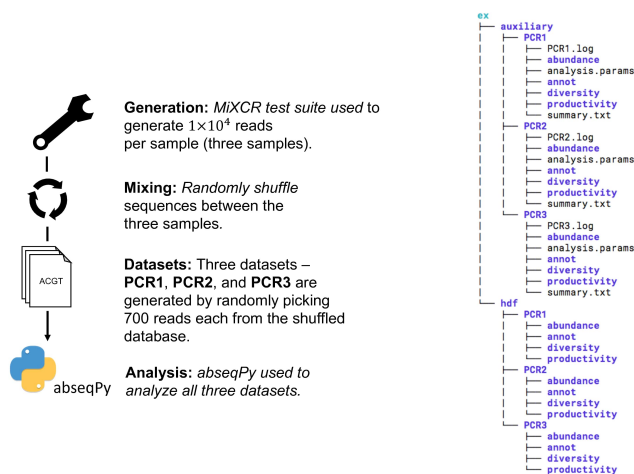 Generation: MiXCR test suite used to
generate 1×10⁴ reads
per sample (three samples).
Mixing: Randomly shuffle
sequences between the
three samples.
ACGT
Datasets: Three datasets –
PCR1, PCR2, and PCR3 are
generated by randomly picking
700 reads each from the shuffled
database.
abseqPy
Analysis: abseqPy used to
analyze all three datasets.
ex
auxiliary
PCR1
PCR1.log
abundance
analysis.params
annot
diversity
productivity
summary.txt
PCR2
PCR2.log
abundance
analysis.params
annot
diversity
productivity
summary.txt
PCR3
PCR3.log
abundance
analysis.params
annot
diversity
productivity
summary.txt
hdf
PCR1
abundance
annot
diversity
productivity
PCR2
abundance
annot
diversity
productivity
PCR3
abundance
annot
diversity
productivity